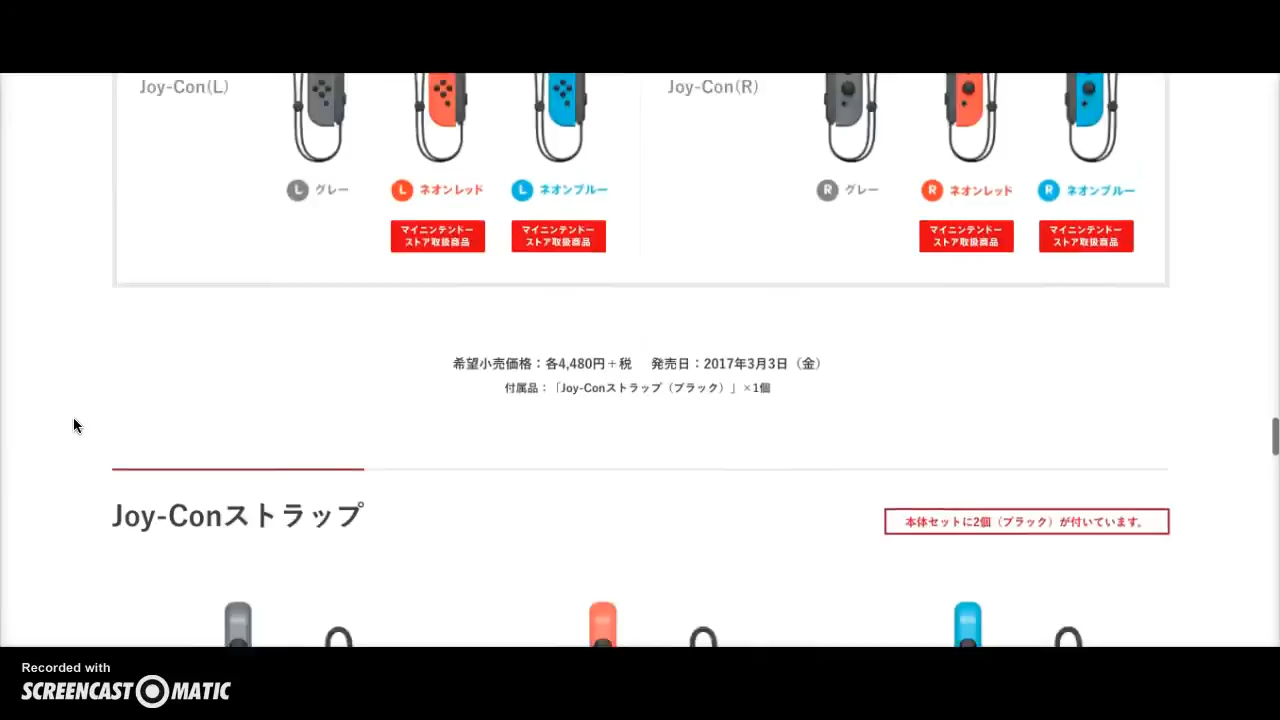 Joy-Con(L)
Joy-Con(R)
L グレー
L ネオンレッド
L ネオンブルー
R グレー
R ネオンレッド
R ネオンブルー
マイニンテンドー
ストア取扱商品
マイニンテンドー
ストア取扱商品
マイニンテンドー
ストア取扱商品
マイニンテンドー
ストア取扱商品
希望小売価格：各4,480円＋税 発売日：2017年3月3日（金）
付属品：「Joy-Conストラップ（ブラック）」×1個
Joy-Conストラップ
本体セットに2個（ブラック）が付いています。
Recorded with
SCREENCAST O MATIC